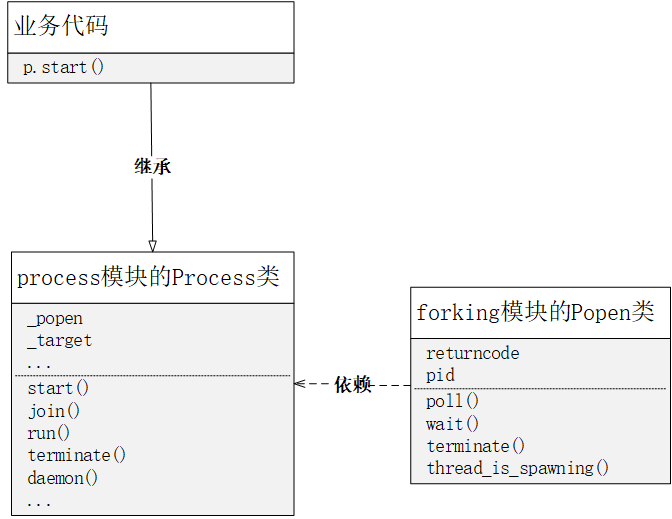 业务代码
p.start()
继承
process模块的Process类
_popen
_target
...
start()
join()
run()
terminate()
daemon()
...
依赖
forking模块的Popen类
returncode
pid
poll()
wait()
terminate()
thread_is_spawning()